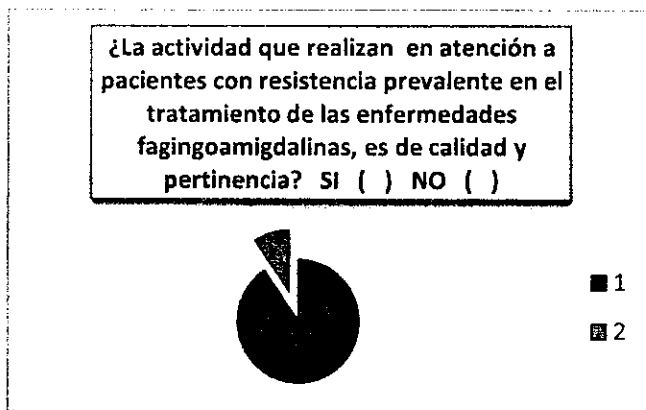 ¿La actividad que realizan en atención a
pacientes con resistencia prevalente en el
tratamiento de las enfermedades
fagingoamigdalinas, es de calidad y
pertinencia? SI ( ) NO ( )
1
2